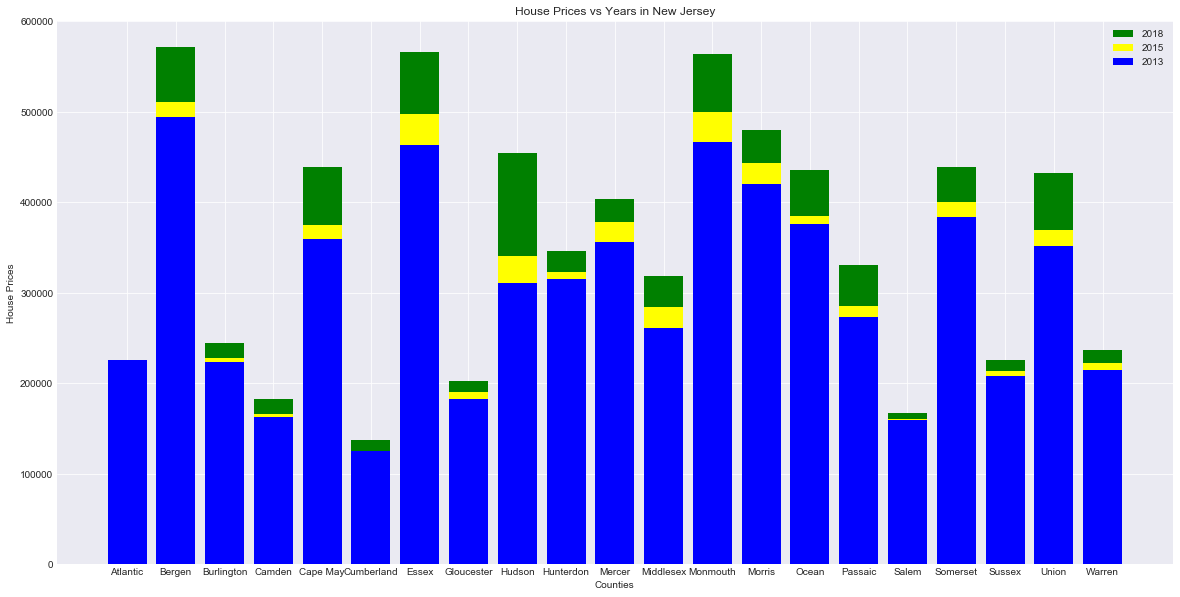 House Prices vs Years in New Jersey
2018
2015
2013
600000
500000
400000
300000
200000
100000
0
House Prices
Atlantic Bergen Burlington Camden Cape May Cumberland Essex Gloucester Hudson Hunterdon Mercer Middlesex Monmouth Morris Ocean Passaic Salem Somerset Sussex Union Warren
Counties